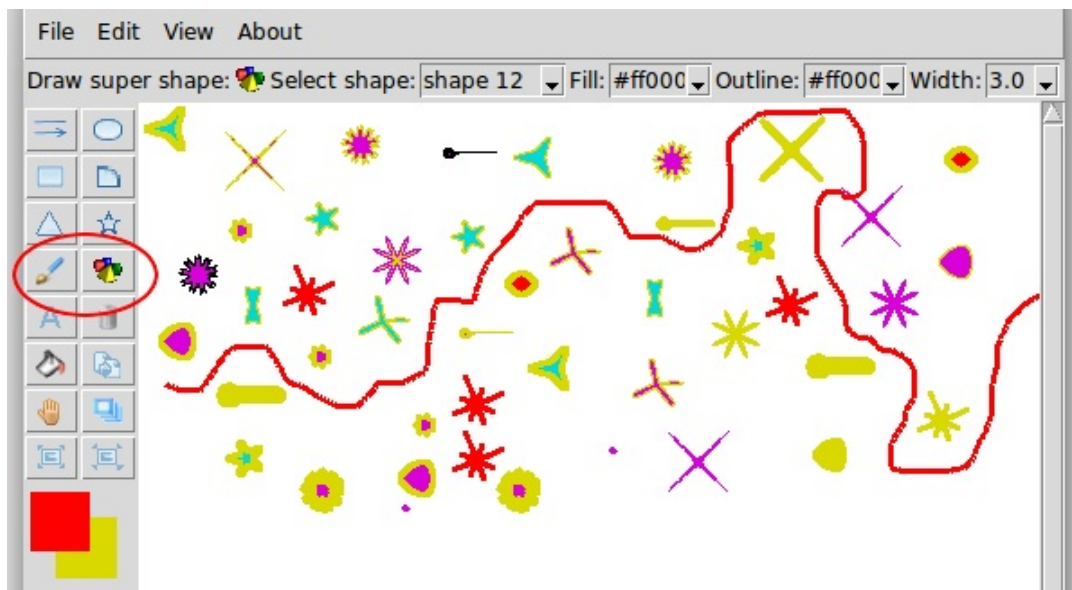 File Edit View About
Draw super shape: Select shape: shape 12 Fill: #ff000 Outline: #ff000 Width: 3.0
A